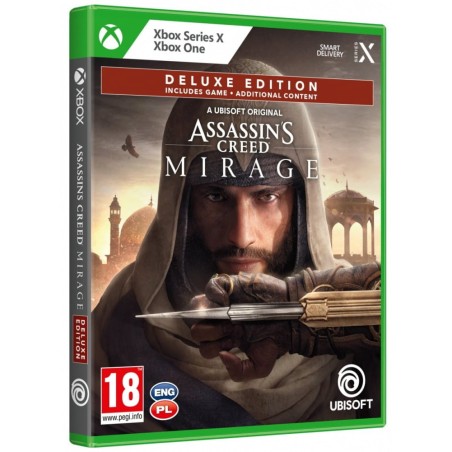 Xbox Series X
Xbox One
SMART
DELIVERY
SERIES X
DELUXE EDITION
INCLUDES GAME • ADDITIONAL CONTENT
A UBISOFT ORIGINAL
ASSASSIN'S
CREED
MIRAGE
18
www.pegi.info
ENG
PL
UBISOFT
XBOX
ASSASSIN'S CREED MIRAGE
DELUXE
EDITION